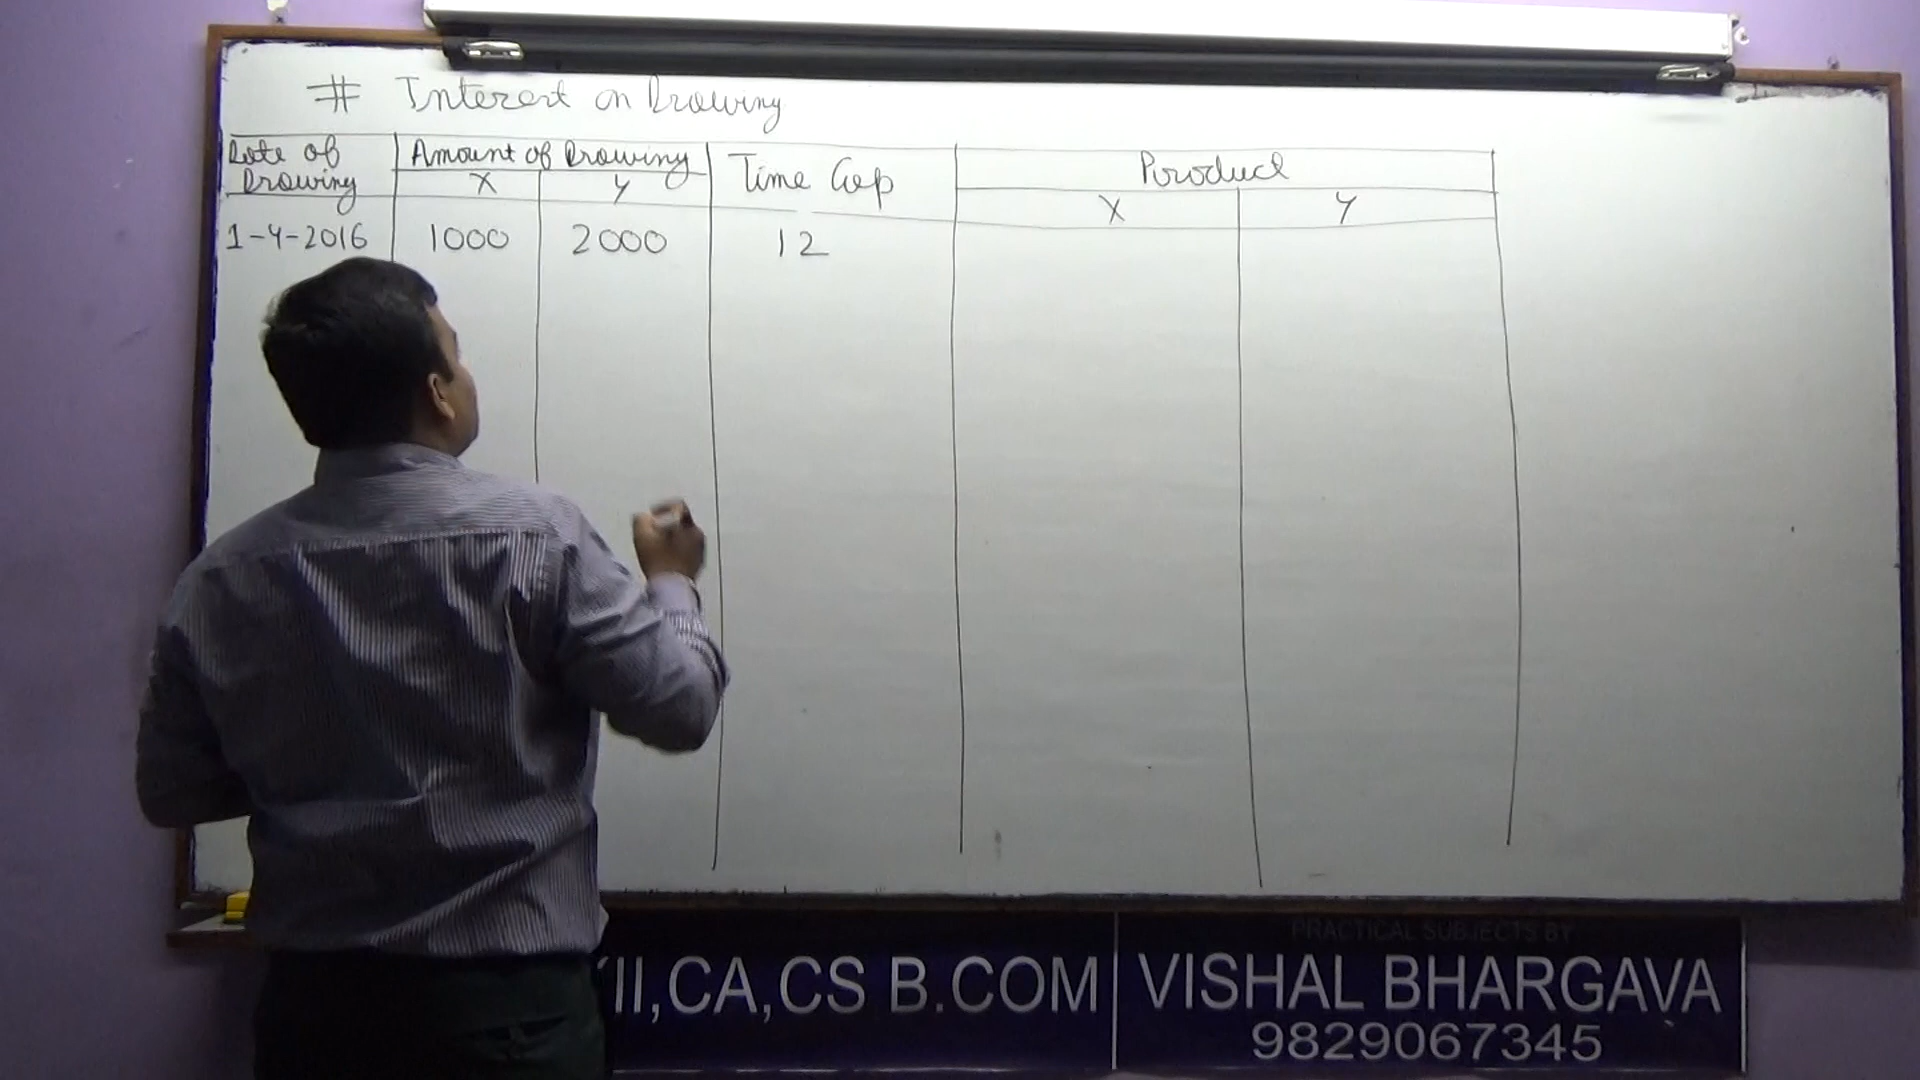 # Interest on Drawing
Date of Drawing | Amount of Drawing | Time Gap | Product
X | Y | X | Y
1-4-2016 | 1000 | 2000 | 12
PRACTICAL SUBJECTS BY
II,CA,CS B.COM | VISHAL BHARGAVA
9829067345